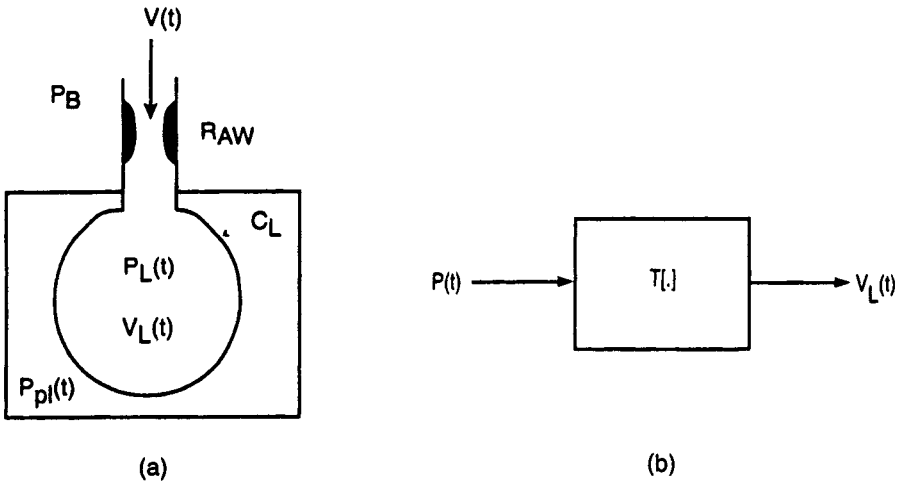 V(t)
P_B
R_AW
C_L
P_L(t)
V_L(t)
P_pl(t)
(a)
P(t)
T[.]
V_L(t)
(b)